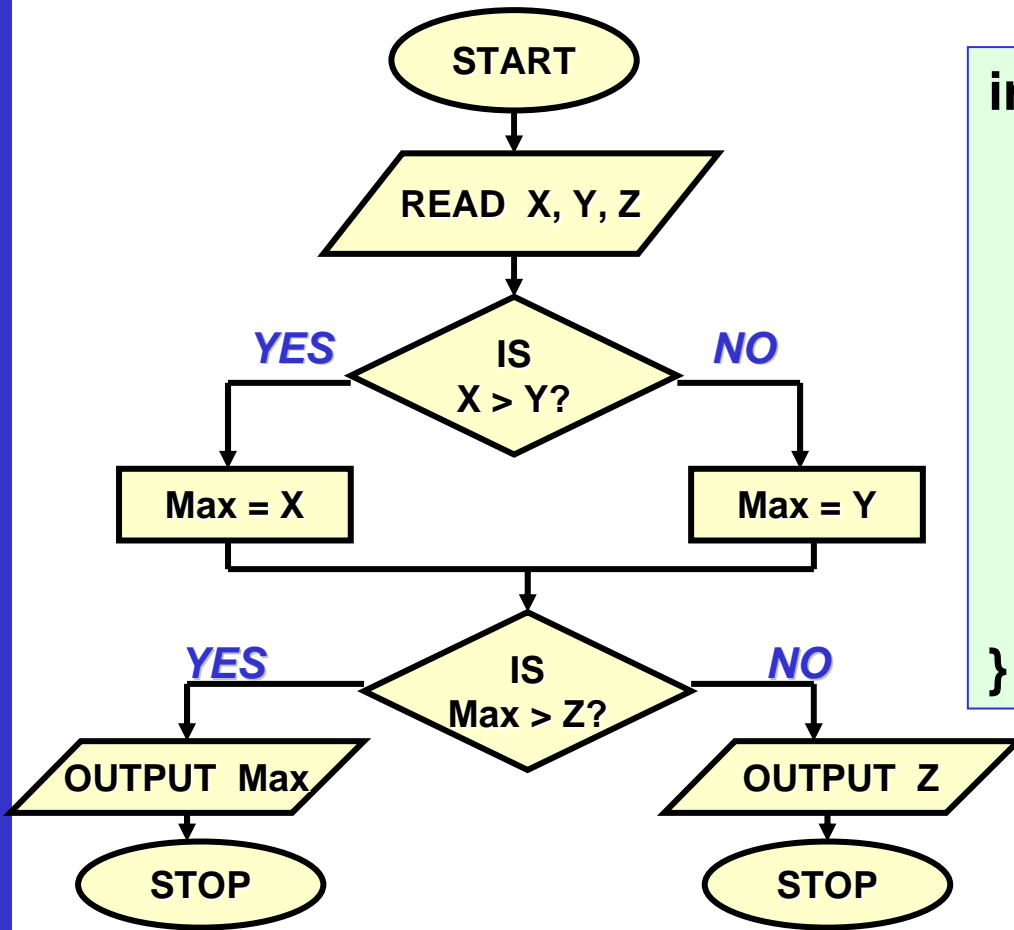 START
READ X, Y, Z
YES
IS
X > Y?
NO
Max = X
Max = Y
YES
IS
Max > Z?
NO
OUTPUT Max
OUTPUT Z
STOP
STOP
}